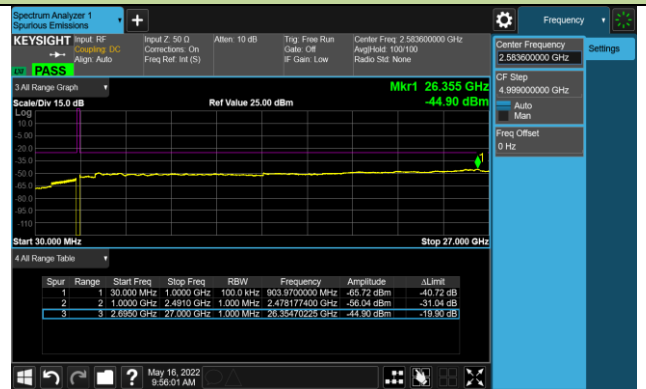 Spectrum Analyzer 1
Spurious Emissions
Frequency
KEYSIGHT Input: RF Input Z: 50 Ω Atten: 10 dB Trig: Free Run Center Freq: 2.583600000 GHz
Coupling: DC Corrections: On Gate: Off Avg|Hold: 100/100
Align: Auto Freq Ref: Int (S) IF Gain: Low Radio Std: None
PASS
Center Frequency
2.583600000 GHz
Settings
CF Step
4.999000000 GHz
Auto
Man
Freq Offset
0 Hz
3 All Range Graph
Mkr1 26.355 GHz
Scale/Div 15.0 dB Ref Value 25.00 dBm -44.90 dBm
Log
10.0
-5.00
-20.0
-35.0
-50.0
-65.0
-80.0
-95.0
-110
1
Start 30.000 MHz Stop 27.000 GHz
4 All Range Table
Spur Range Start Freq Stop Freq RBW Frequency Amplitude ΔLimit
1 1 30.000 MHz 1.0000 GHz 100.0 kHz 903.9700000 MHz -65.72 dBm -40.72 dB
2 2 1.0000 GHz 2.4910 GHz 1.000 MHz 2.478177400 GHz -56.04 dBm -31.04 dB
3 3 2.6950 GHz 27.000 GHz 1.000 MHz 26.35470225 GHz -44.90 dBm -19.90 dB
?
May 16, 2022
9:56:01 AM